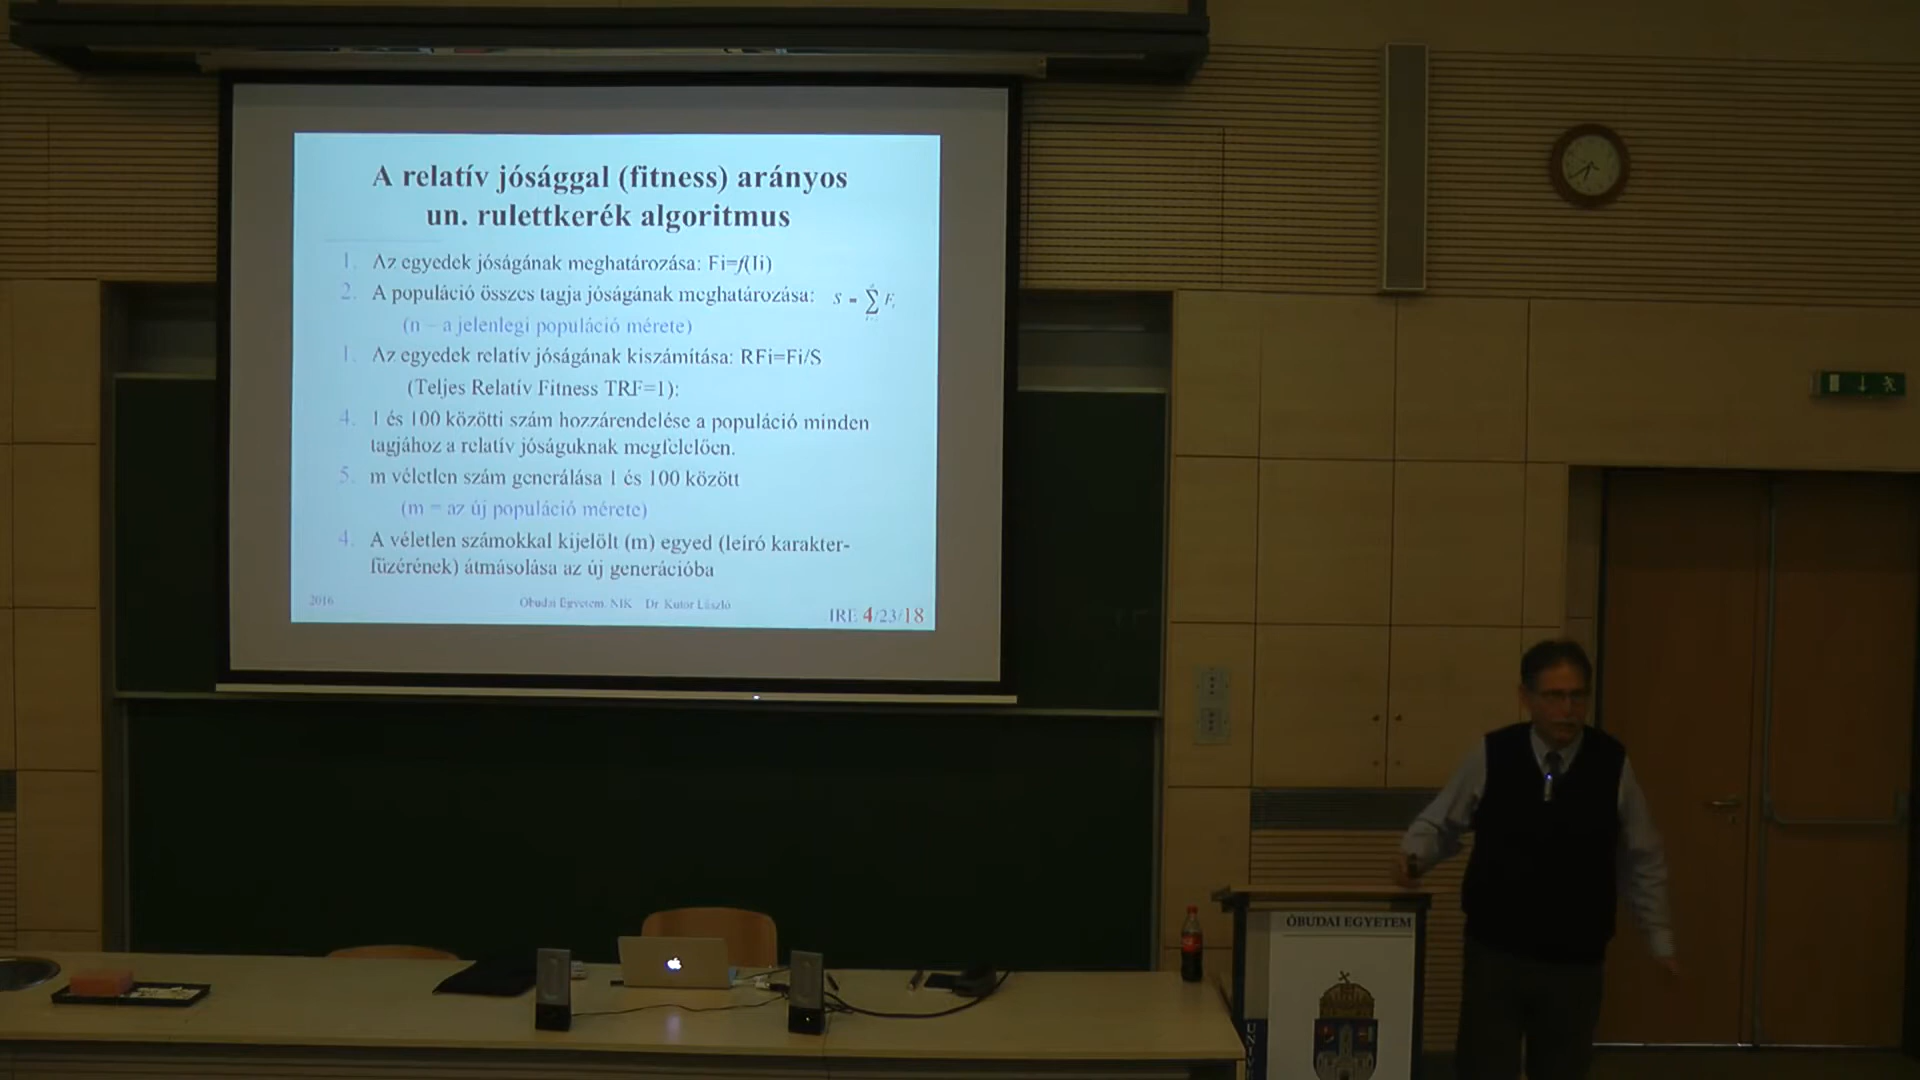 A relatív jósággal (fitness) arányos
un. rulettkerék algoritmus
1. Az egyedek jóságának meghatározása: Fi=f(Ii)
2. A populáció összes tagja jóságának meghatározása: S = ∑ Fi
(n – a jelenlegi populáció mérete)
1. Az egyedek relatív jóságának kiszámítása: RFi=Fi/S
(Teljes Relatív Fitness TRF=1):
4. 1 és 100 közötti szám hozzárendelése a populáció minden
tagjához a relatív jóságuknak megfelelően.
5. m véletlen szám generálása 1 és 100 között
(m = az új populáció mérete)
4. A véletlen számokkal kijelölt (m) egyed (leíró karakter-
füzérének) átmásolása az új generációba
2016 Óbudai Egyetem, NIK Dr. Kutor László IRE 4/23/18
ÓBUDAI EGYETEM